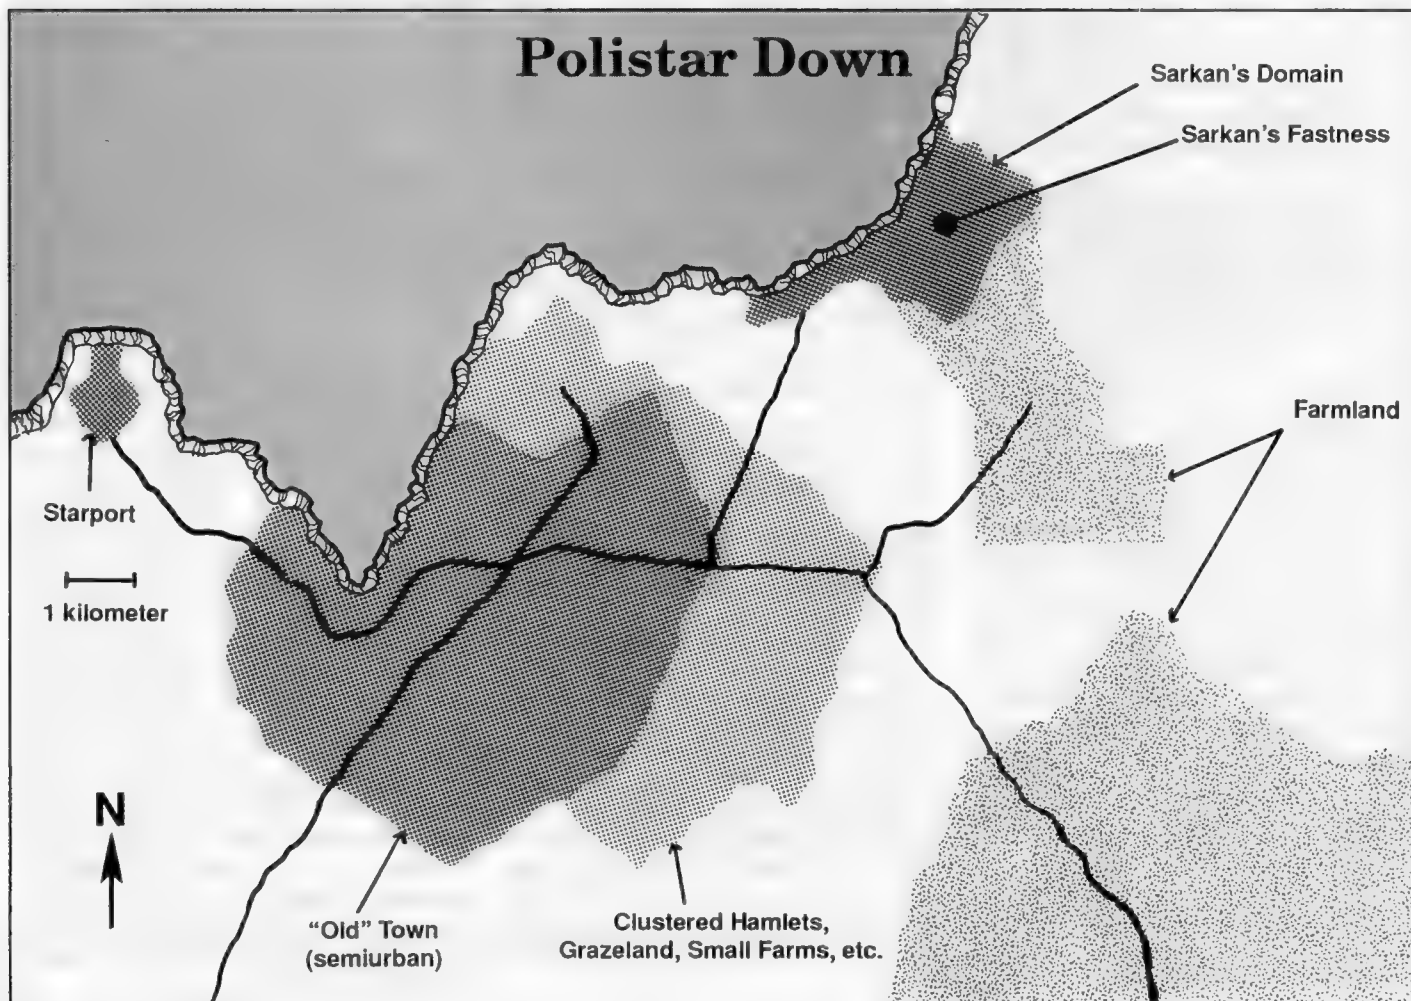 Polistar Down
Sarkan's Domain
Sarkan's Fastness
Farmland
Starport
1 kilometer
N
"Old" Town
(semiurban)
Clustered Hamlets,
Grazeland, Small Farms, etc.